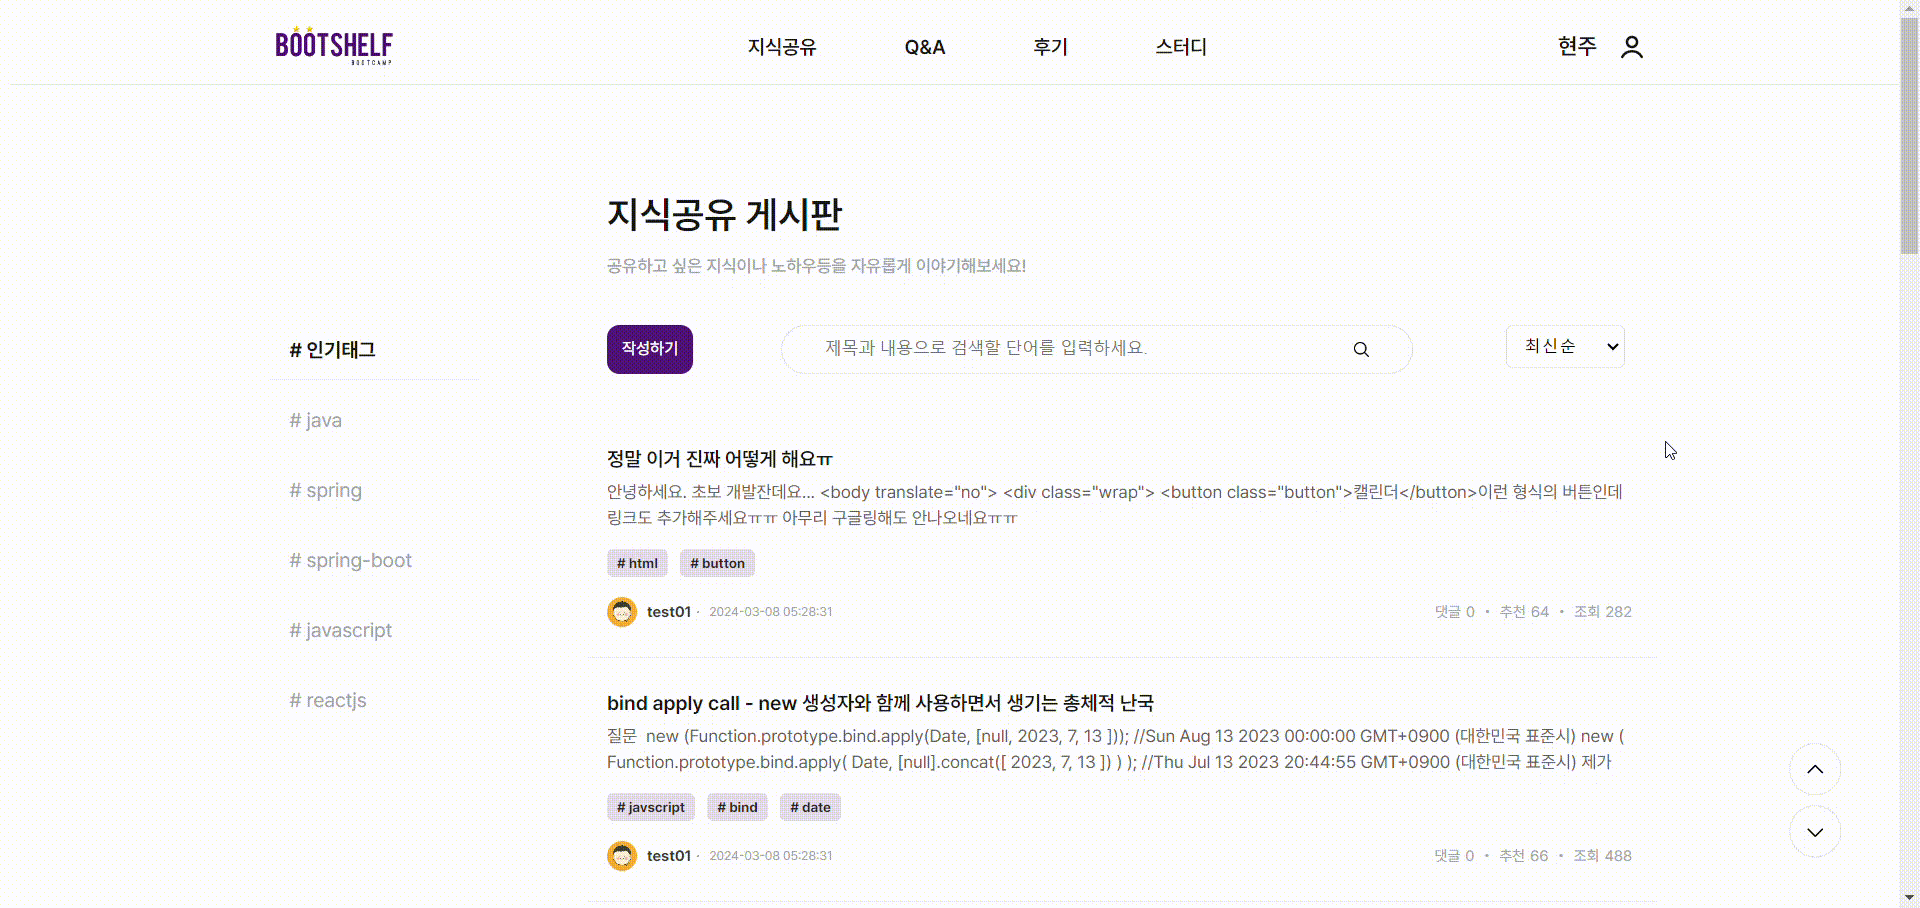 BOOTSHELF
BOOTCAMP
지식공유 Q&A 후기 스터디
현주
지식공유 게시판
공유하고 싶은 지식이나 노하우등을 자유롭게 이야기해보세요!
# 인기태그
# java
# spring
# spring-boot
# javascript
# reactjs
작성하기
제목과 내용으로 검색할 단어를 입력하세요.
최신순
정말 이거 진짜 어떻게 해요ㅠ
안녕하세요. 초보 개발잔데요... <body translate="no"> <div class="wrap"> <button class="button">캘린더</button>이런 형식의 버튼인데
링크도 추가해주세요ㅠㅠ 아무리 구글링해도 안나오네요ㅠㅠ
# html # button
test01 · 2024-03-08 05:28:31
댓글 0 • 추천 64 • 조회 282
bind apply call - new 생성자와 함께 사용하면서 생기는 총체적 난국
질문 new (Function.prototype.bind.apply(Date, [null, 2023, 7, 13 ])); //Sun Aug 13 2023 00:00:00 GMT+0900 (대한민국 표준시) new (
Function.prototype.bind.apply( Date, [null].concat([ 2023, 7, 13 ]) ) ); //Thu Jul 13 2023 20:44:55 GMT+0900 (대한민국 표준시) 제가
# javscript # bind # date
test01 · 2024-03-08 05:28:31
댓글 0 • 추천 66 • 조회 488